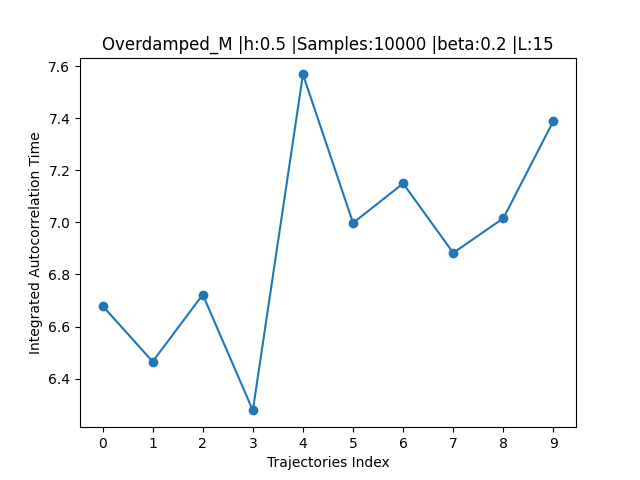 Overdamped_M |h:0.5 |Samples:10000 |beta:0.2 |L:15
7.6
7.4
7.2
7.0
6.8
6.6
6.4
Integrated Autocorrelation Time
0 1 2 3 4 5 6 7 8 9
Trajectories Index